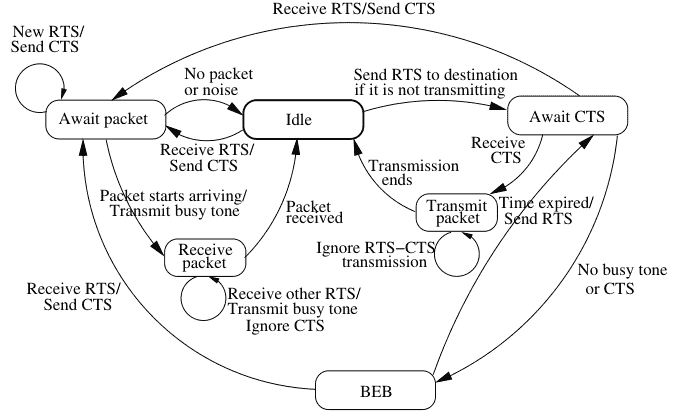 Receive RTS/Send CTS
New RTS/
Send CTS
No packet
or noise
Send RTS to destination
if it is not transmitting
Await packet
Idle
Await CTS
Receive RTS/
Send CTS
Receive
CTS
Transmission
ends
Packet starts arriving/
Transmit busy tone
Packet
received
Transmit
packet
Time expired/
Send RTS
Receive
packet
Ignore RTS−CTS
transmission
No busy tone
or CTS
Receive RTS/
Send CTS
Receive other RTS/
Transmit busy tone
Ignore CTS
BEB